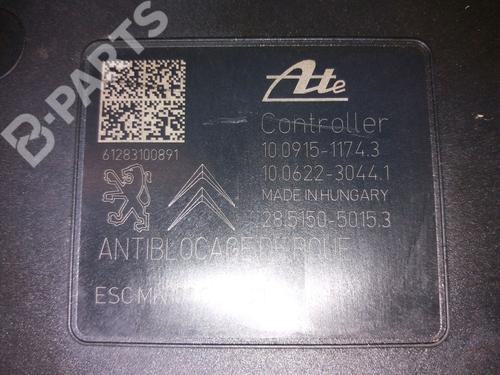 B-PARTS
Ate
Controller
61283100891
10.0915-1174.3
10.0622-3044.1
MADE IN HUNGARY
28.5150-5015.3
ANTIBLOCAGE DE ROUE
ESC